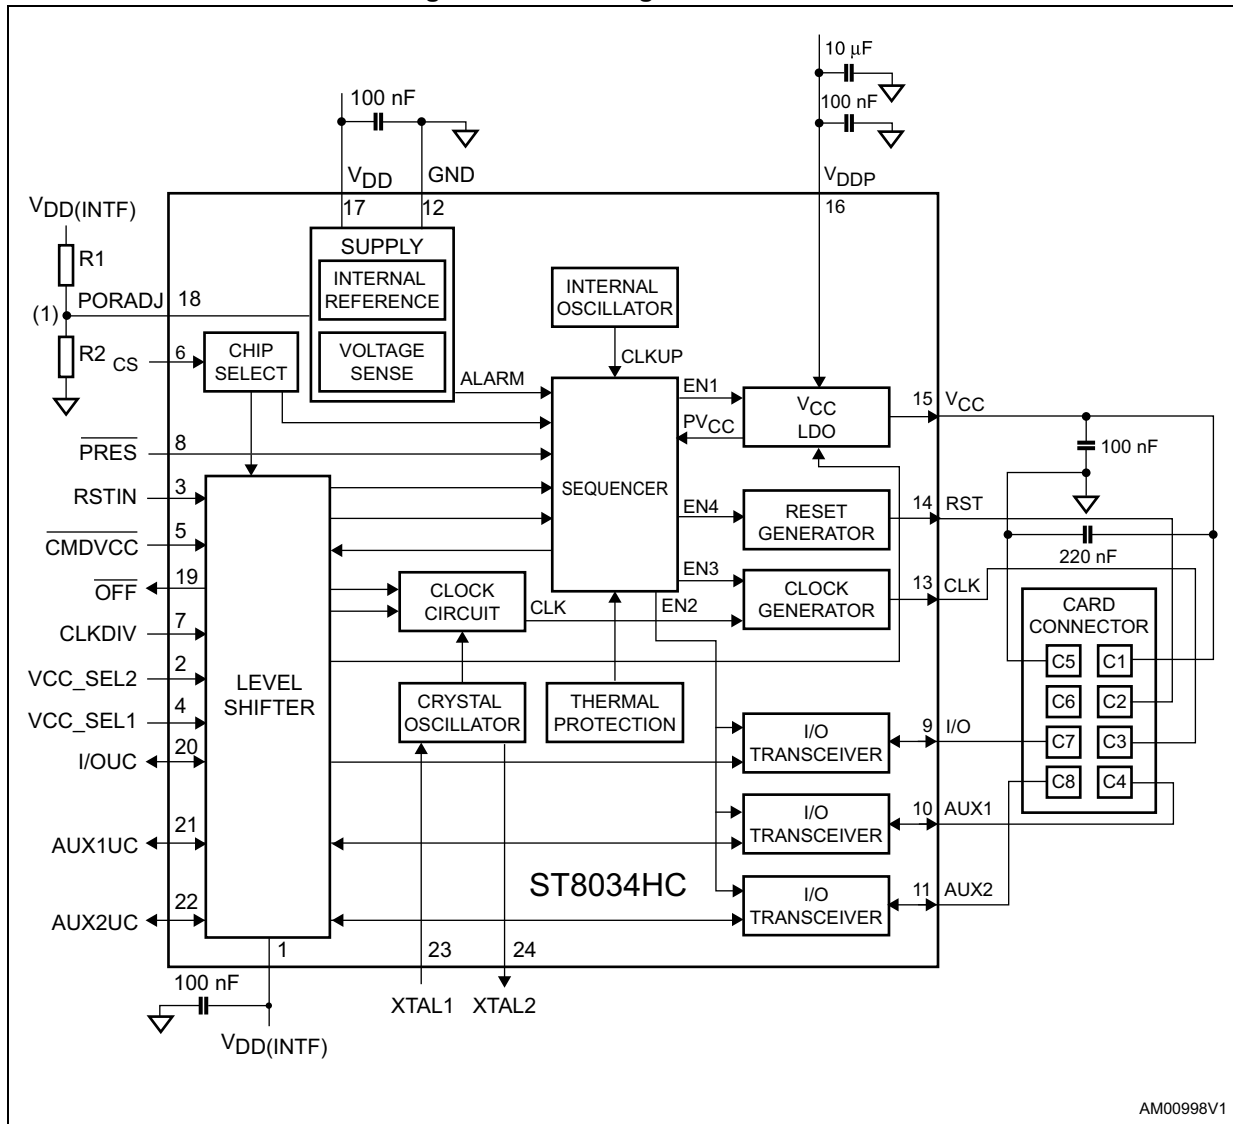 10 μF
100 nF
100 nF
VDD
GND
VDDP
17
12
16
VDD(INTF)
R1
PORADJ
18
(1)
R2
CS
6
SUPPLY
INTERNAL
REFERENCE
VOLTAGE
SENSE
CHIP
SELECT
INTERNAL
OSCILLATOR
CLKUP
ALARM
EN1
PVCC
VCC
LDO
15
VCC
100 nF
PRES
8
RSTIN
3
CMDVCC
5
OFF
19
CLKDIV
7
VCC_SEL2
2
VCC_SEL1
4
I/OUC
20
AUX1UC
21
AUX2UC
22
LEVEL
SHIFTER
SEQUENCER
EN4
RESET
GENERATOR
14
RST
220 nF
EN3
EN2
CLOCK
CIRCUIT
CLK
CLOCK
GENERATOR
13
CLK
CARD
CONNECTOR
C5
C1
C6
C2
C7
C3
C8
C4
CRYSTAL
OSCILLATOR
THERMAL
PROTECTION
I/O
TRANSCEIVER
9
I/O
I/O
TRANSCEIVER
10
AUX1
ST8034HC
I/O
TRANSCEIVER
11
AUX2
1
23
24
100 nF
XTAL1
XTAL2
VDD(INTF)
AM00998V1